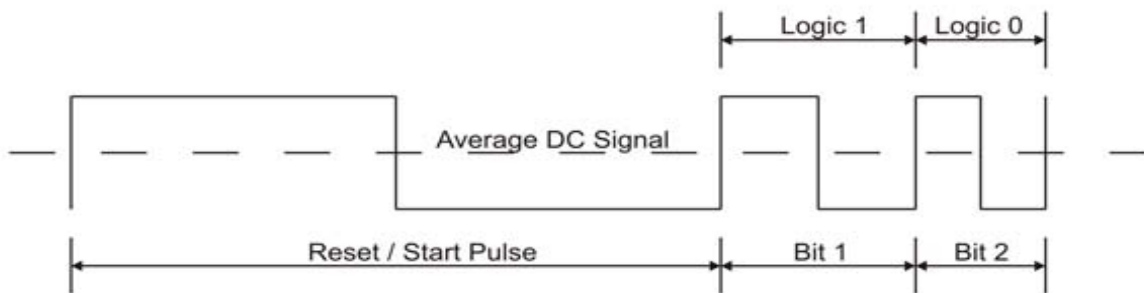 Logic 1
Logic 0
Average DC Signal
Reset / Start Pulse
Bit 1
Bit 2